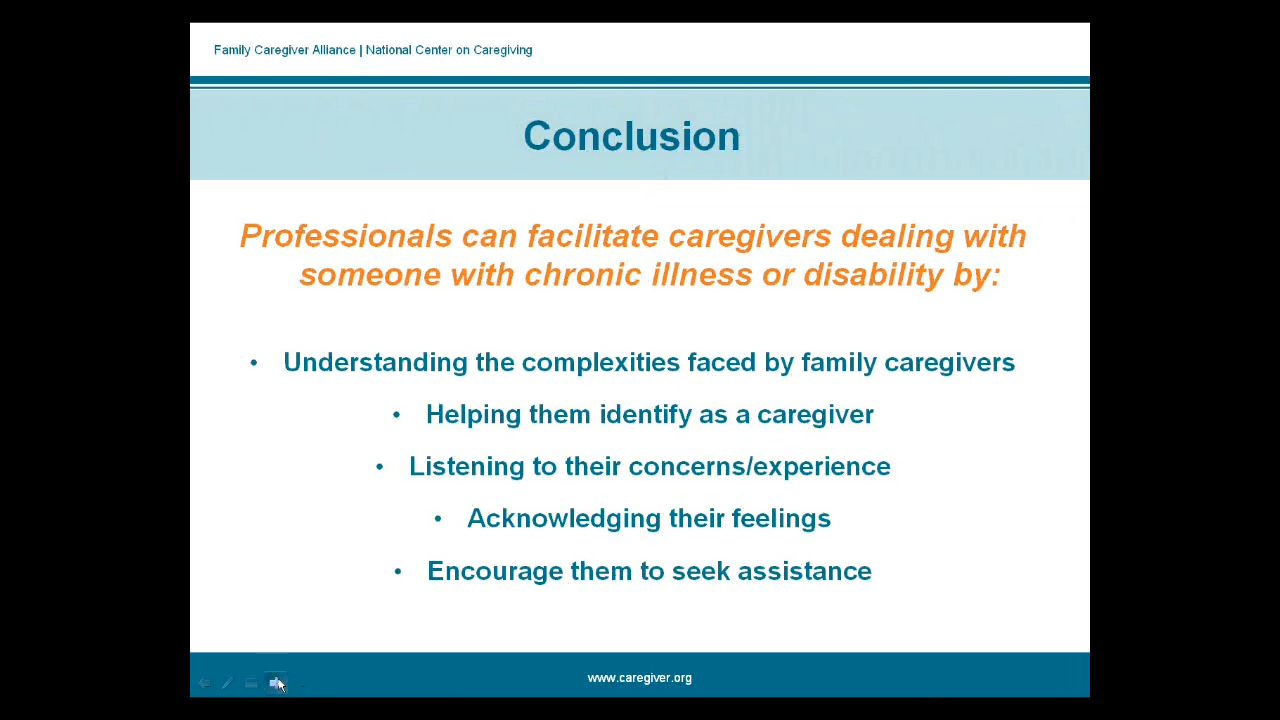 Family Caregiver Alliance | National Center on Caregiving
Conclusion
Professionals can facilitate caregivers dealing with
someone with chronic illness or disability by:
• Understanding the complexities faced by family caregivers
• Helping them identify as a caregiver
• Listening to their concerns/experience
• Acknowledging their feelings
• Encourage them to seek assistance
www.caregiver.org